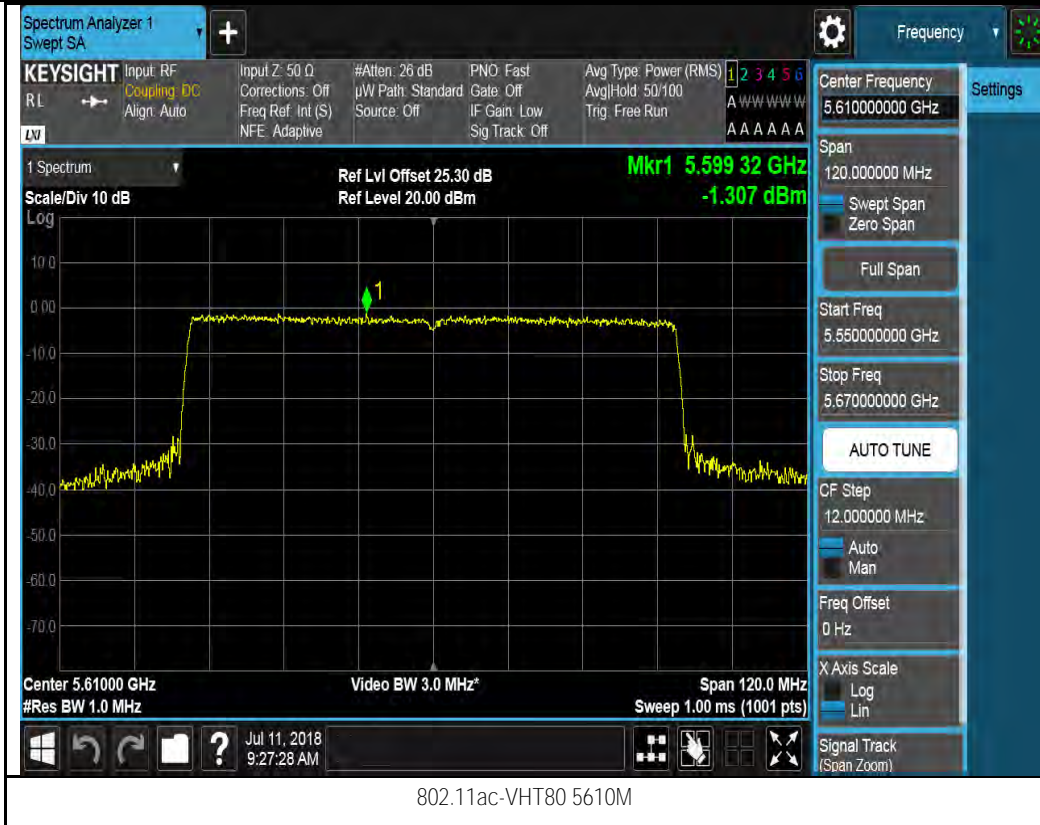 Spectrum Analyzer 1
Swept SA
+
Frequency
KEYSIGHT
RL
LXI
Input: RF
Coupling: DC
Align: Auto
Input Z: 50 Ω
Corrections: Off
Freq Ref: Int (S)
NFE: Adaptive
#Atten: 26 dB
µW Path: Standard
Source: Off
PNO: Fast
Gate: Off
IF Gain: Low
Sig Track: Off
Avg Type: Power (RMS)
Avg|Hold: 50/100
Trig: Free Run
1 2 3 4 5 6
A W W W W W
A A A A A A
1 Spectrum
Scale/Div 10 dB
Log
Ref Lvl Offset 25.30 dB
Ref Level 20.00 dBm
Mkr1 5.599 32 GHz
-1.307 dBm
10.0
0.00
-10.0
-20.0
-30.0
-40.0
-50.0
-60.0
-70.0
1
Center 5.61000 GHz
#Res BW 1.0 MHz
Video BW 3.0 MHz*
Span 120.0 MHz
Sweep 1.00 ms (1001 pts)
?
Jul 11, 2018
9:27:28 AM
Center Frequency
5.610000000 GHz
Settings
Span
120.000000 MHz
Swept Span
Zero Span
Full Span
Start Freq
5.550000000 GHz
Stop Freq
5.670000000 GHz
AUTO TUNE
CF Step
12.000000 MHz
Auto
Man
Freq Offset
0 Hz
X Axis Scale
Log
Lin
Signal Track
(Span Zoom)
802.11ac-VHT80 5610M